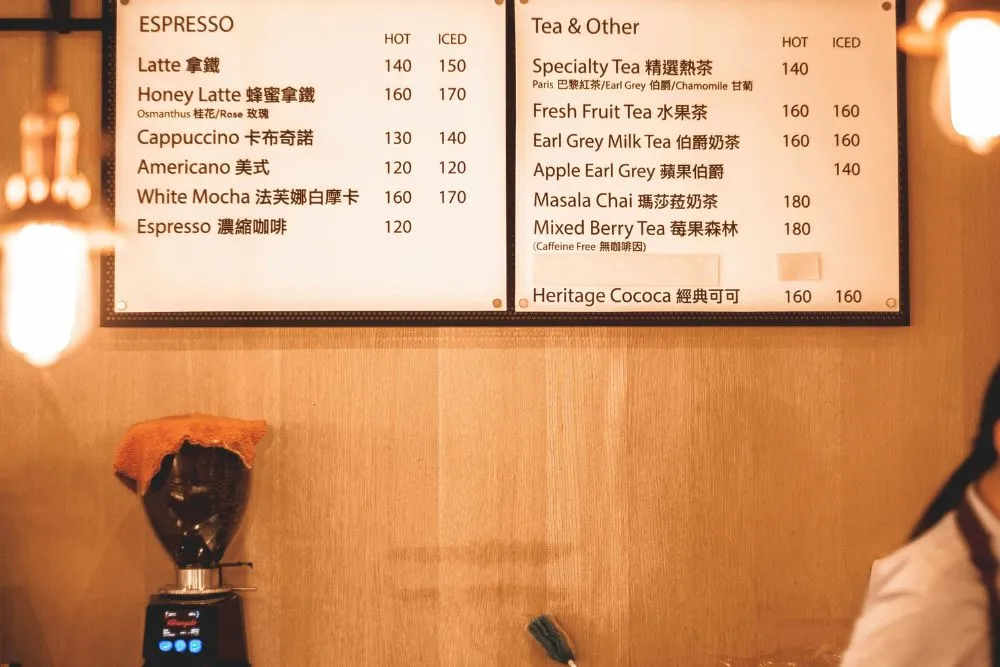 ESPRESSO
HOT ICED
Latte 拿鐵 140 150
Honey Latte 蜂蜜拿鐵 160 170
Osmanthus 桂花/Rose 玫瑰
Cappuccino 卡布奇諾 130 140
Americano 美式 120 120
White Mocha 法芙娜白摩卡 160 170
Espresso 濃縮咖啡 120
Tea & Other
HOT ICED
Specialty Tea 精選熱茶 140
Paris 巴黎紅茶/Earl Grey 伯爵/Chamomile 甘菊
Fresh Fruit Tea 水果茶 160 160
Earl Grey Milk Tea 伯爵奶茶 160 160
Apple Earl Grey 蘋果伯爵 140
Masala Chai 瑪莎菈奶茶 180
Mixed Berry Tea 莓果森林 180
(Caffeine Free 無咖啡因)
Heritage Cococa 經典可可 160 160